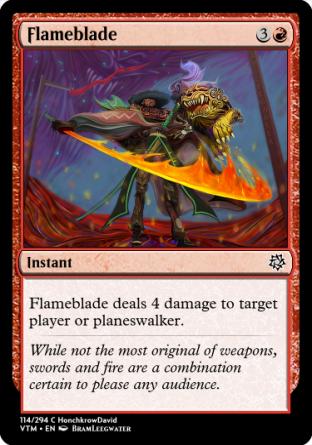 Flameblade 3
Instant
Flameblade deals 4 damage to target
player or planeswalker.
While not the most original of weapons,
swords and fire are a combination
certain to please any audience.
114/294 C HonchkrowDavid
VTM • EN BramLeegwater